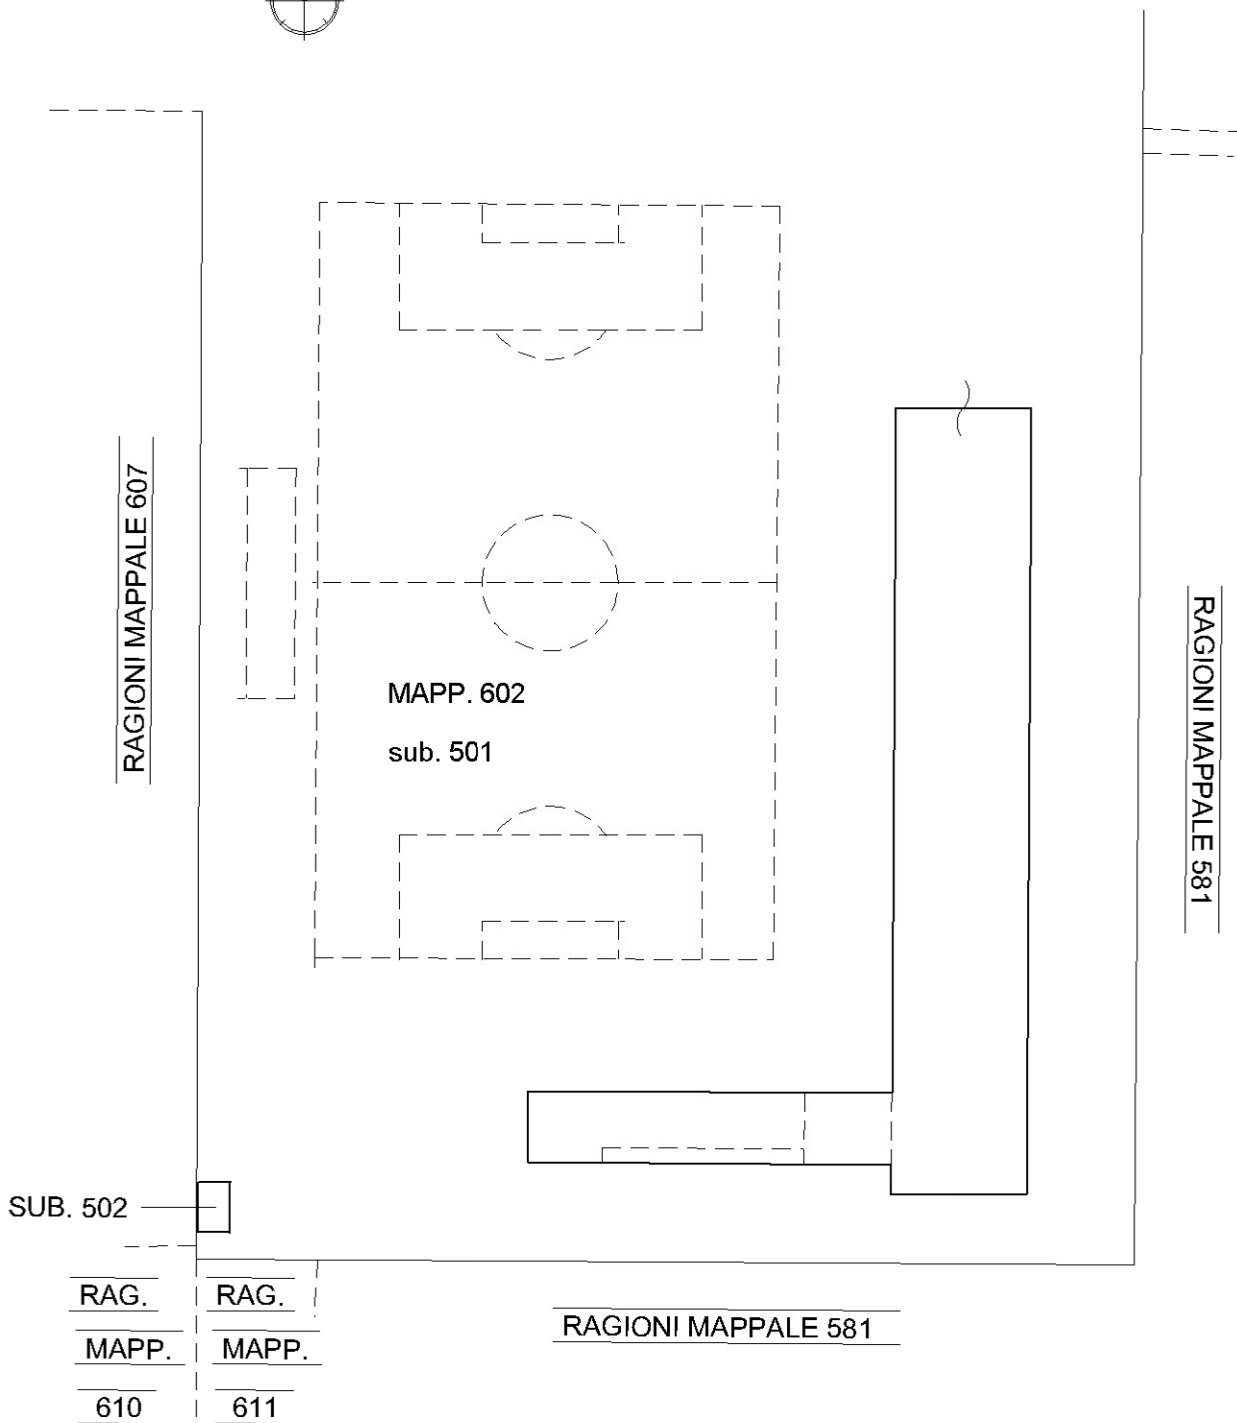 RAGIONI MAPPALE 607
MAPP. 602
sub. 501
RAGIONI MAPPALE 581
SUB. 502
RAG.
MAPP.
610
RAG.
MAPP.
611
RAGIONI MAPPALE 581